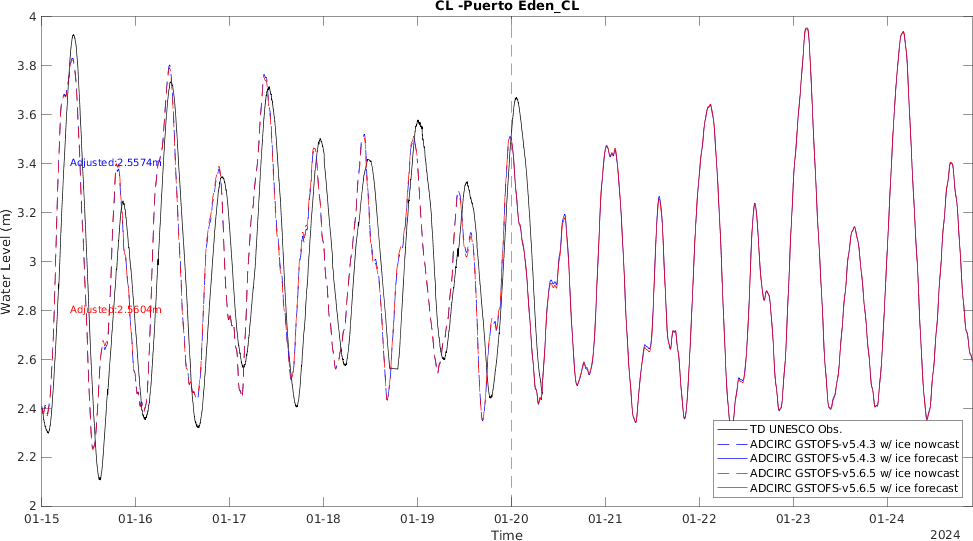 CL -Puerto Eden_CL
Water Level (m)
4
3.8
3.6
3.4
3.2
3
2.8
2.6
2.4
2.2
2
Adjusted:2.5574m
Adjusted:2.5604m
TD UNESCO Obs.
ADCIRC GSTOFS-v5.4.3 w/ ice nowcast
ADCIRC GSTOFS-v5.4.3 w/ ice forecast
ADCIRC GSTOFS-v5.6.5 w/ ice nowcast
ADCIRC GSTOFS-v5.6.5 w/ ice forecast
01-15 01-16 01-17 01-18 01-19 01-20 01-21 01-22 01-23 01-24
Time
2024